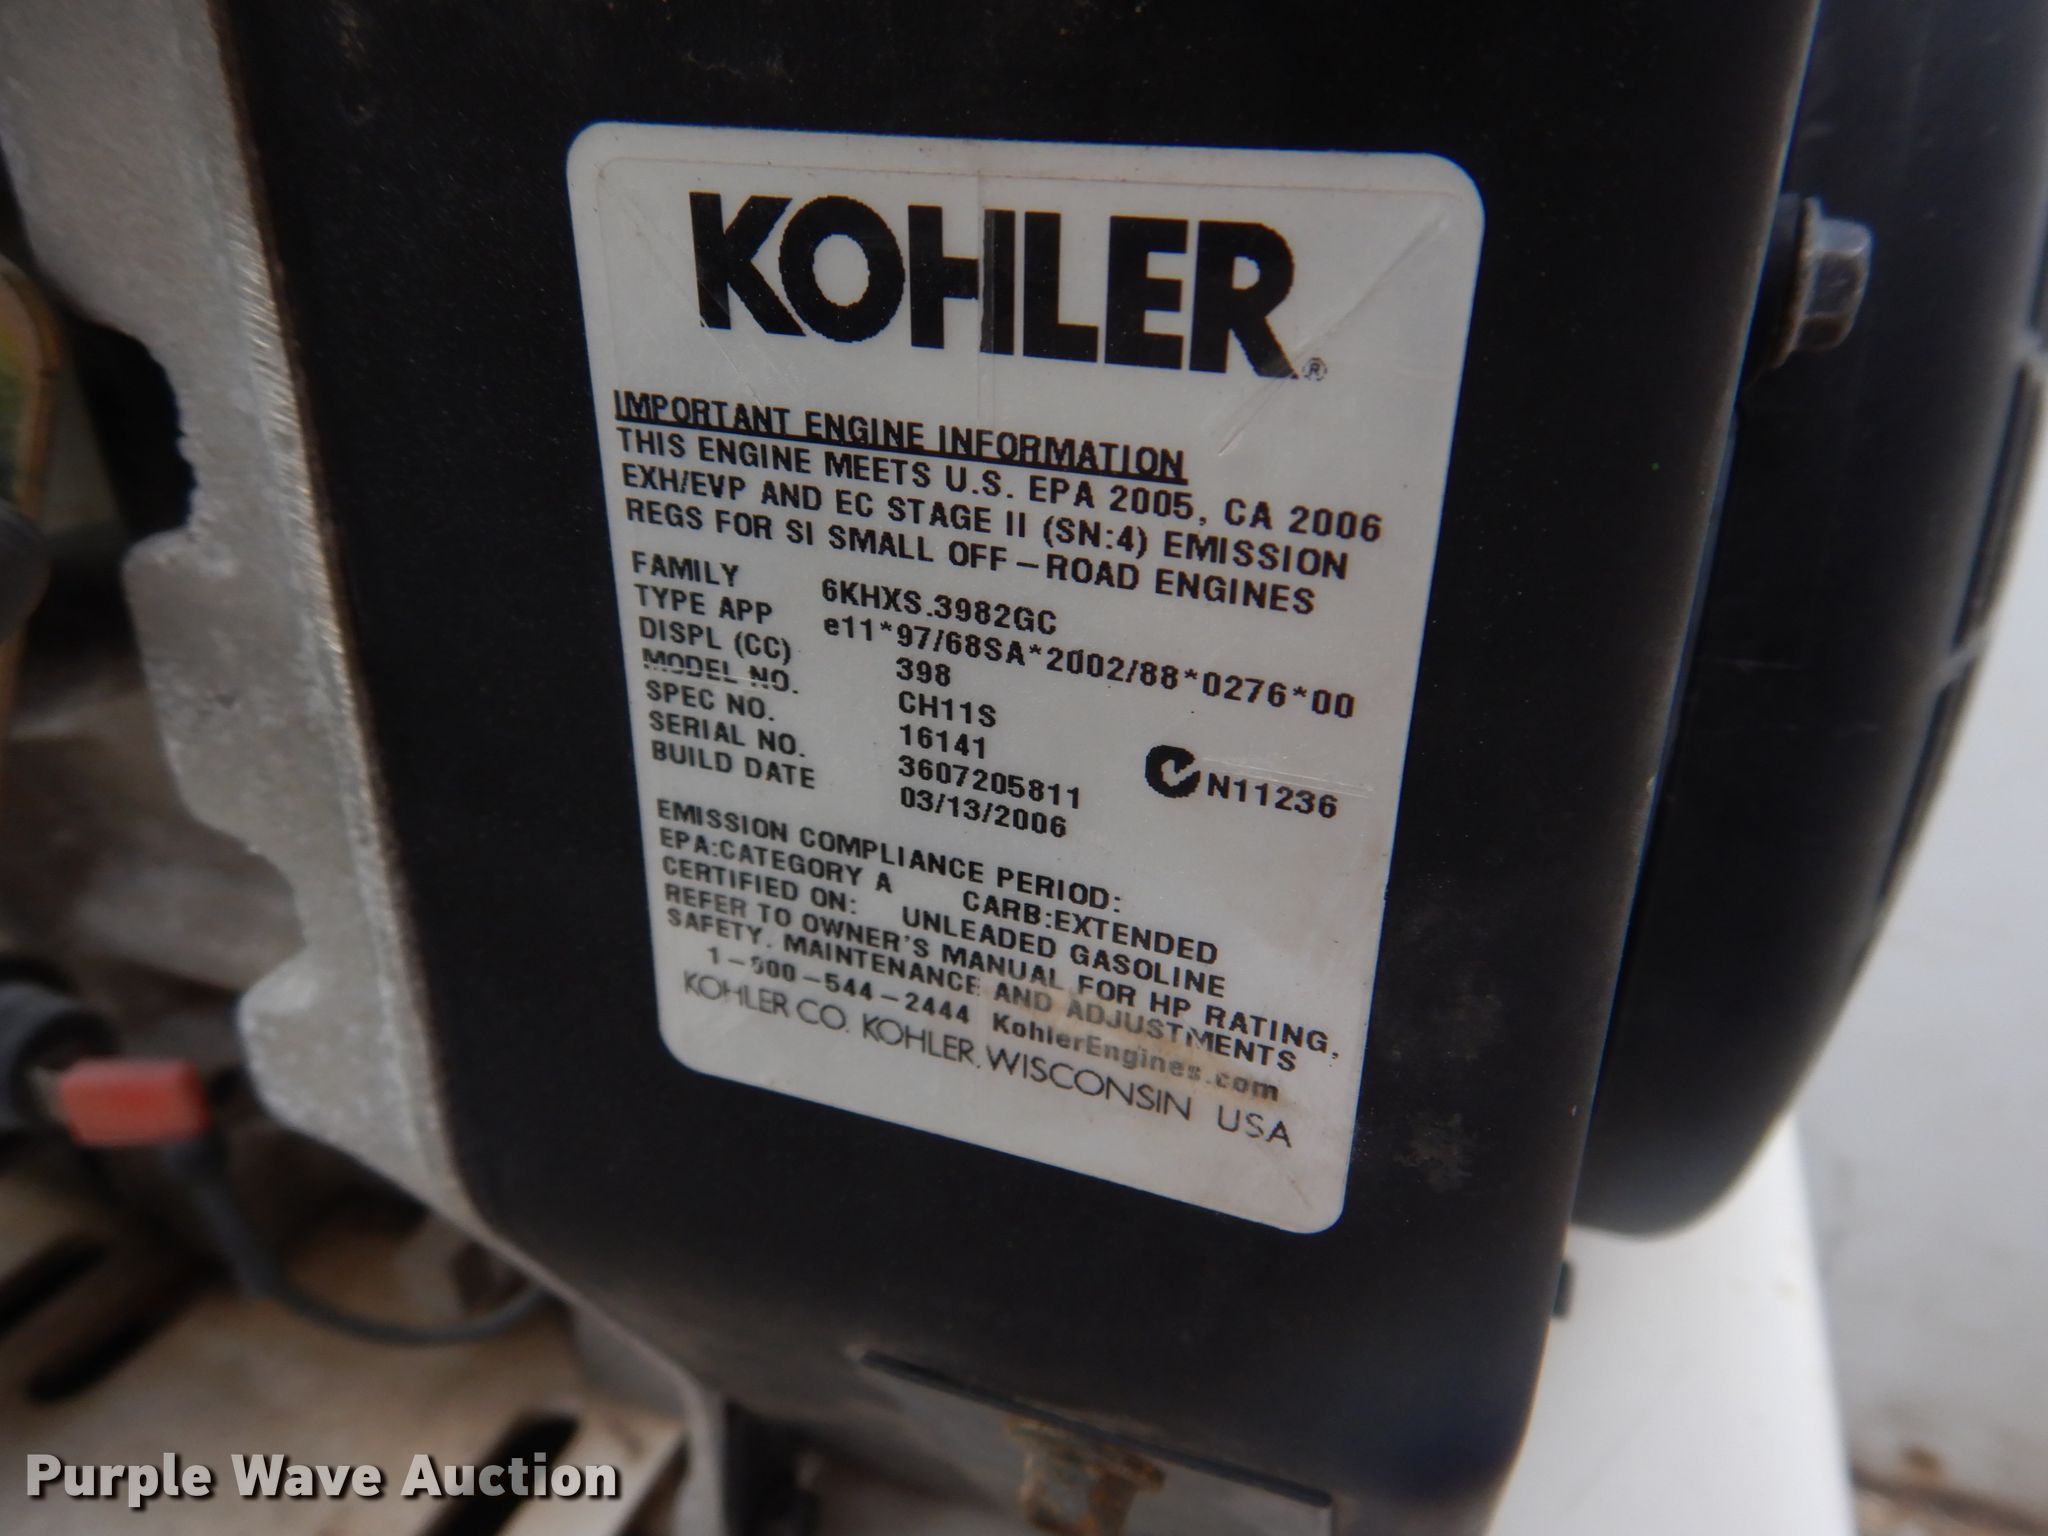 KOHLER®
IMPORTANT ENGINE INFORMATION
THIS ENGINE MEETS U.S. EPA 2005, CA 2006
EXH/EVP AND EC STAGE II (SN:4) EMISSION
REGS FOR SI SMALL OFF-ROAD ENGINES
FAMILY 6KHXS.3982GC
TYPE APP e11*97/68SA*2002/88*0276*00
DISPL (CC) 398
MODEL NO. CH11S
SPEC NO. 16141
SERIAL NO. 3607205811
BUILD DATE 03/13/2006
N11236
EMISSION COMPLIANCE PERIOD:
EPA:CATEGORY A CARB:EXTENDED
CERTIFIED ON: UNLEADED GASOLINE
REFER TO OWNER'S MANUAL FOR HP RATING,
SAFETY, MAINTENANCE AND ADJUSTMENTS
1-800-544-2444 KohlerEngines.com
KOHLER CO. KOHLER, WISCONSIN USA
Purple Wave Auction